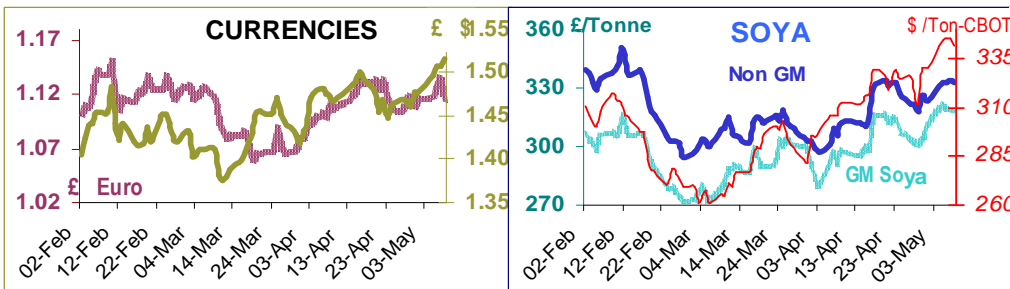 CURRENCIES
£ $
1.17
1.12
1.07
1.02
£ Euro
1.55
1.50
1.45
1.40
1.35
02-Feb
12-Feb
22-Feb
04-Mar
14-Mar
24-Mar
03-Apr
13-Apr
23-Apr
03-May
£/Tonne
SOYA
$ /Ton-CBOT
360
330
300
270
Non GM
GM Soya
335
310
285
260
02-Feb
12-Feb
22-Feb
04-Mar
14-Mar
24-Mar
03-Apr
13-Apr
23-Apr
03-May